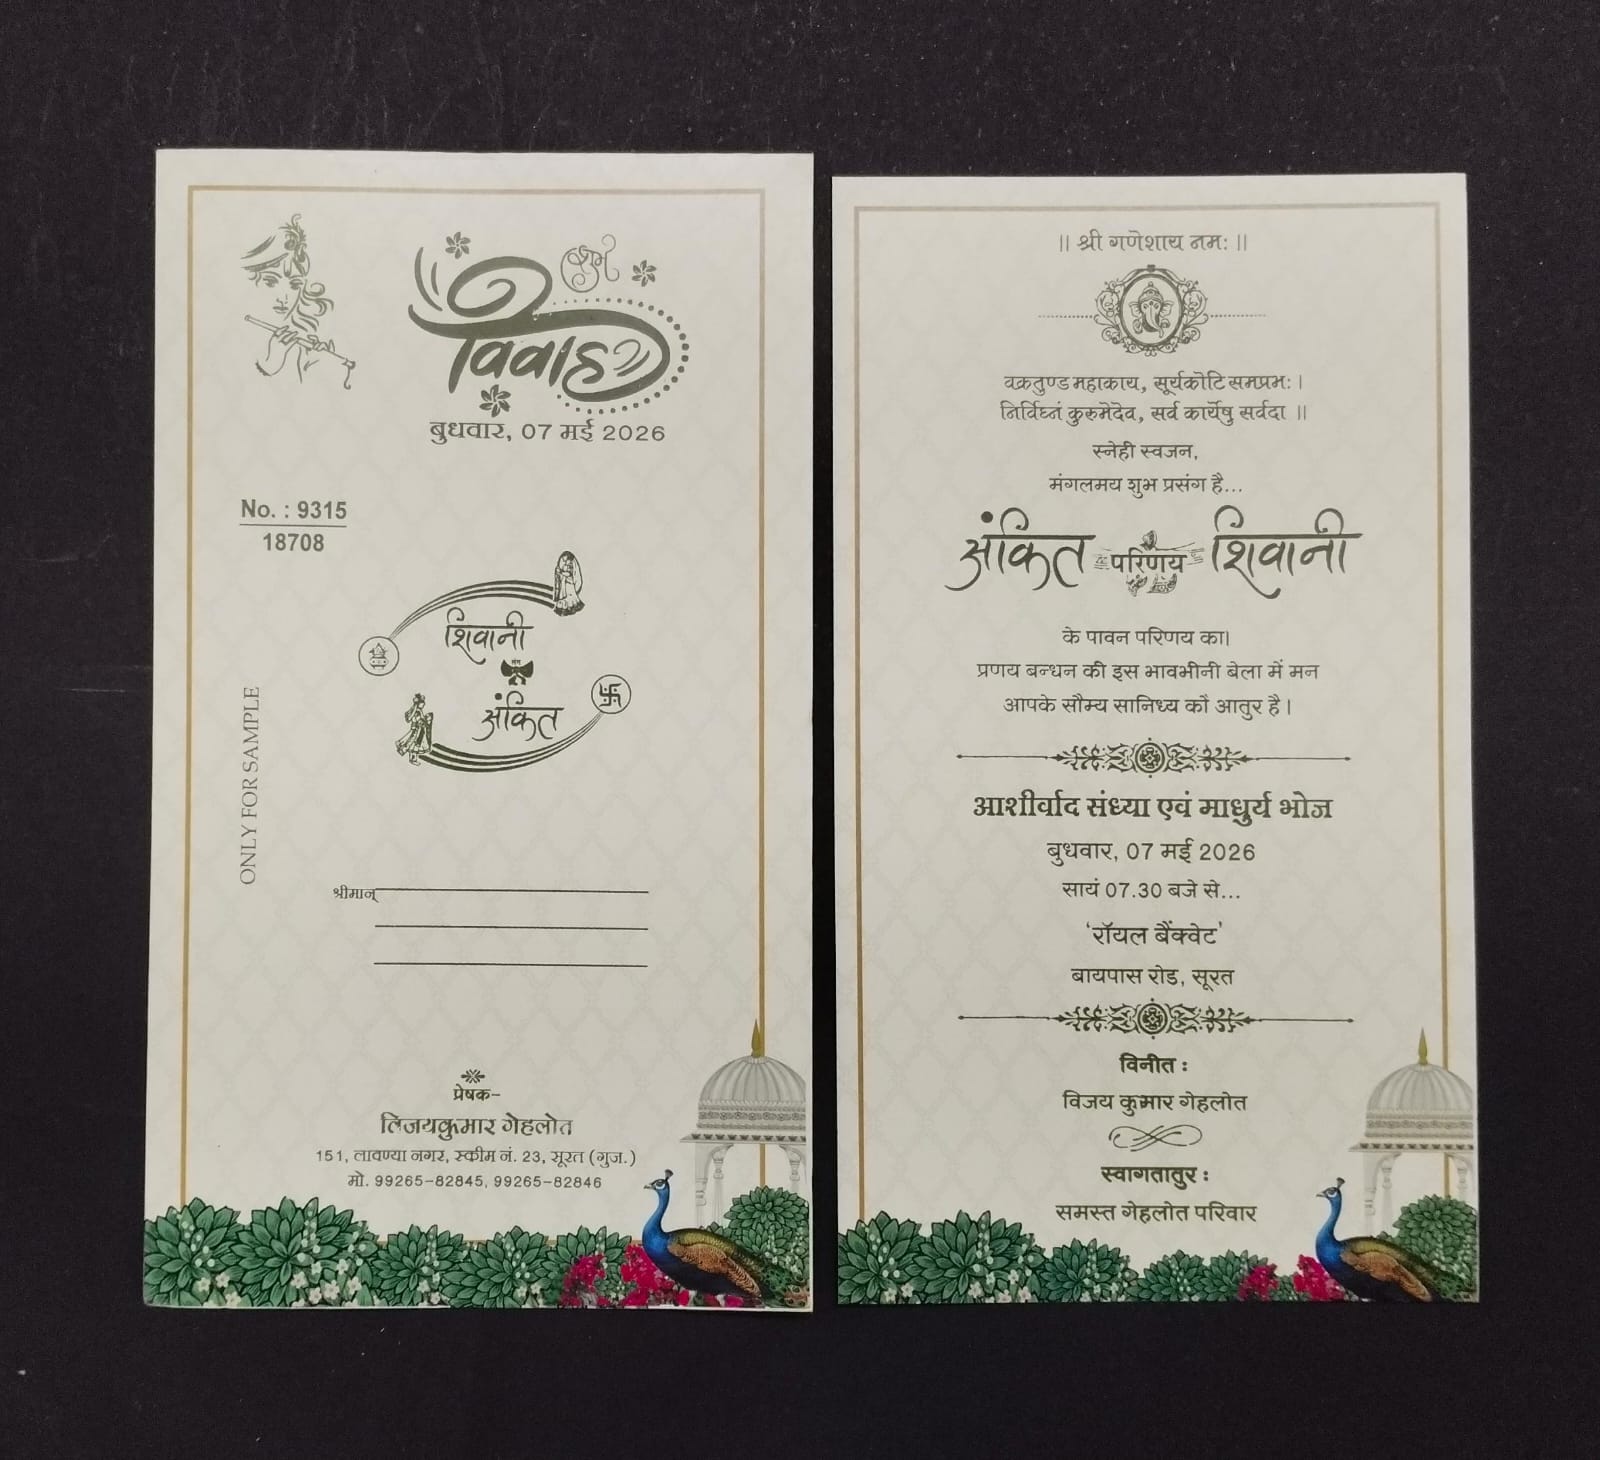 शुभ
विवाह
बुधवार, 07 मई 2026
No. : 9315
18708
शिवानी
संग
अंकित
ONLY FOR SAMPLE
श्रीमान्
प्रेषक-
विजयकुमार गेहलोत
151, लावण्या नगर, स्कीम नं. 23, सूरत (गुज.)
मो. 99265-82845, 99265-82846
|| श्री गणेशाय नमः ||
वक्रतुण्ड महाकाय, सूर्यकोटि समप्रभः।
निर्विघ्नं कुरुमेदेव, सर्व कार्येषु सर्वदा ||
स्नेही स्वजन,
मंगलमय शुभ प्रसंग है...
अंकित परिणय शिवानी
के पावन परिणय का।
प्रणय बन्धन की इस भावभीनी बेला में मन
आपके सौम्य सानिध्य कौ आतुर है।
आशीर्वाद संध्या एवं माधुर्य भोज
बुधवार, 07 मई 2026
सायं 07.30 बजे से...
‘रॉयल बैंक्वेट’
बायपास रोड, सूरत
विनीत :
विजय कुमार गेहलोत
स्वागतातुर :
समस्त गेहलोत परिवार